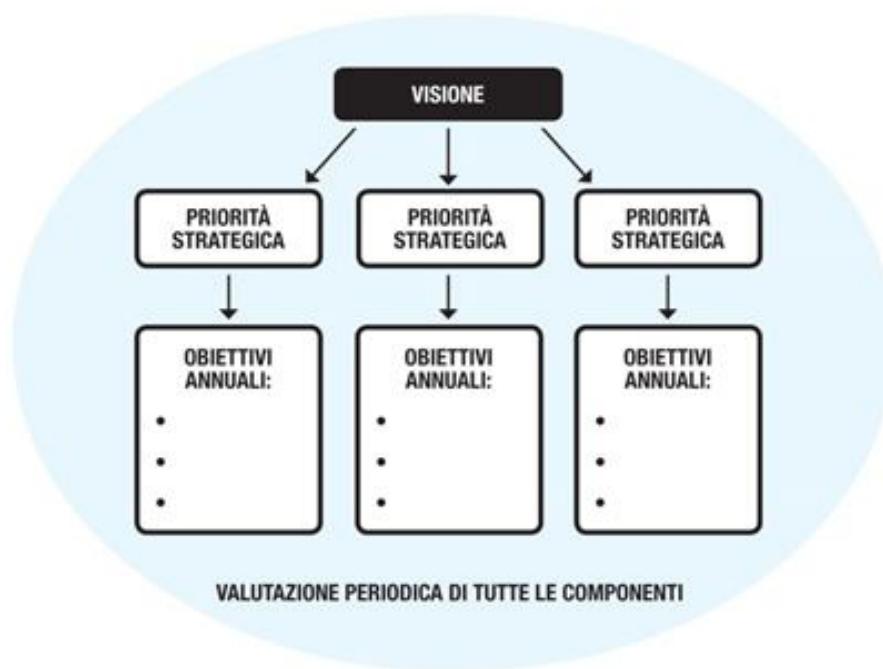 VISIONE
PRIORITÀ
STRATEGICA
PRIORITÀ
STRATEGICA
PRIORITÀ
STRATEGICA
OBIETTIVI
ANNUALI:
•
•
•
OBIETTIVI
ANNUALI:
•
•
•
OBIETTIVI
ANNUALI:
•
•
•
VALUTAZIONE PERIODICA DI TUTTE LE COMPONENTI